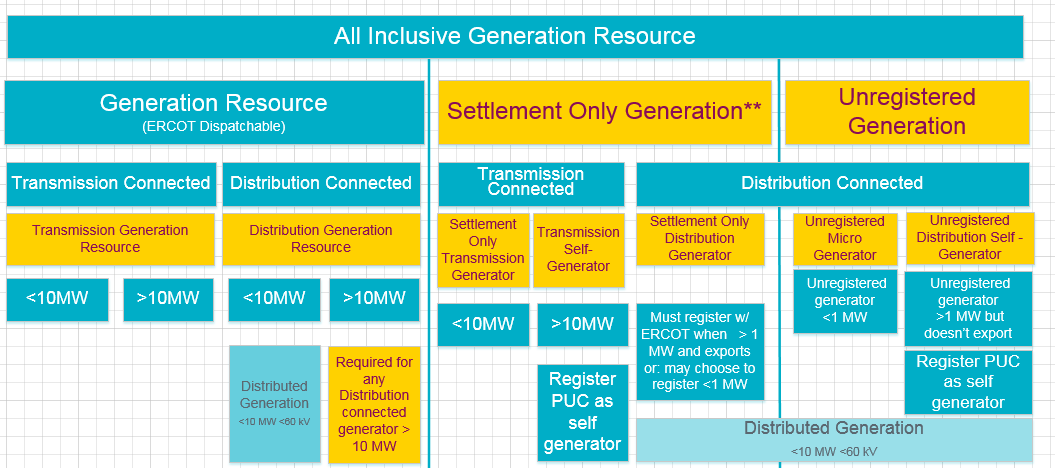 All Inclusive Generation Resource
Generation Resource
(ERCOT Dispatchable)
Settlement Only Generation**
Unregistered
Generation
Transmission Connected
Distribution Connected
Transmission
Connected
Distribution Connected
Transmission Generation
Resource
Distribution Generation
Resource
Settlement
Only
Transmission
Generator
Transmission
Self-
Generator
Settlement Only
Distribution
Generator
Unregistered
Micro
Generator
Unregistered
Distribution Self -
Generator
<10MW
>10MW
<10MW
>10MW
<10MW
>10MW
Must register w/
ERCOT when > 1
MW and exports
or: may choose to
register <1 MW
Unregistered
generator
<1 MW
Unregistered
generator
>1 MW but
doesn't export
Distributed
Generation
<10 MW <60 kV
Required for
any
Distribution
connected
generator >
10 MW
Register
PUC as
self
generator
Register PUC
as self
generator
Distributed Generation
<10 MW <60 kV